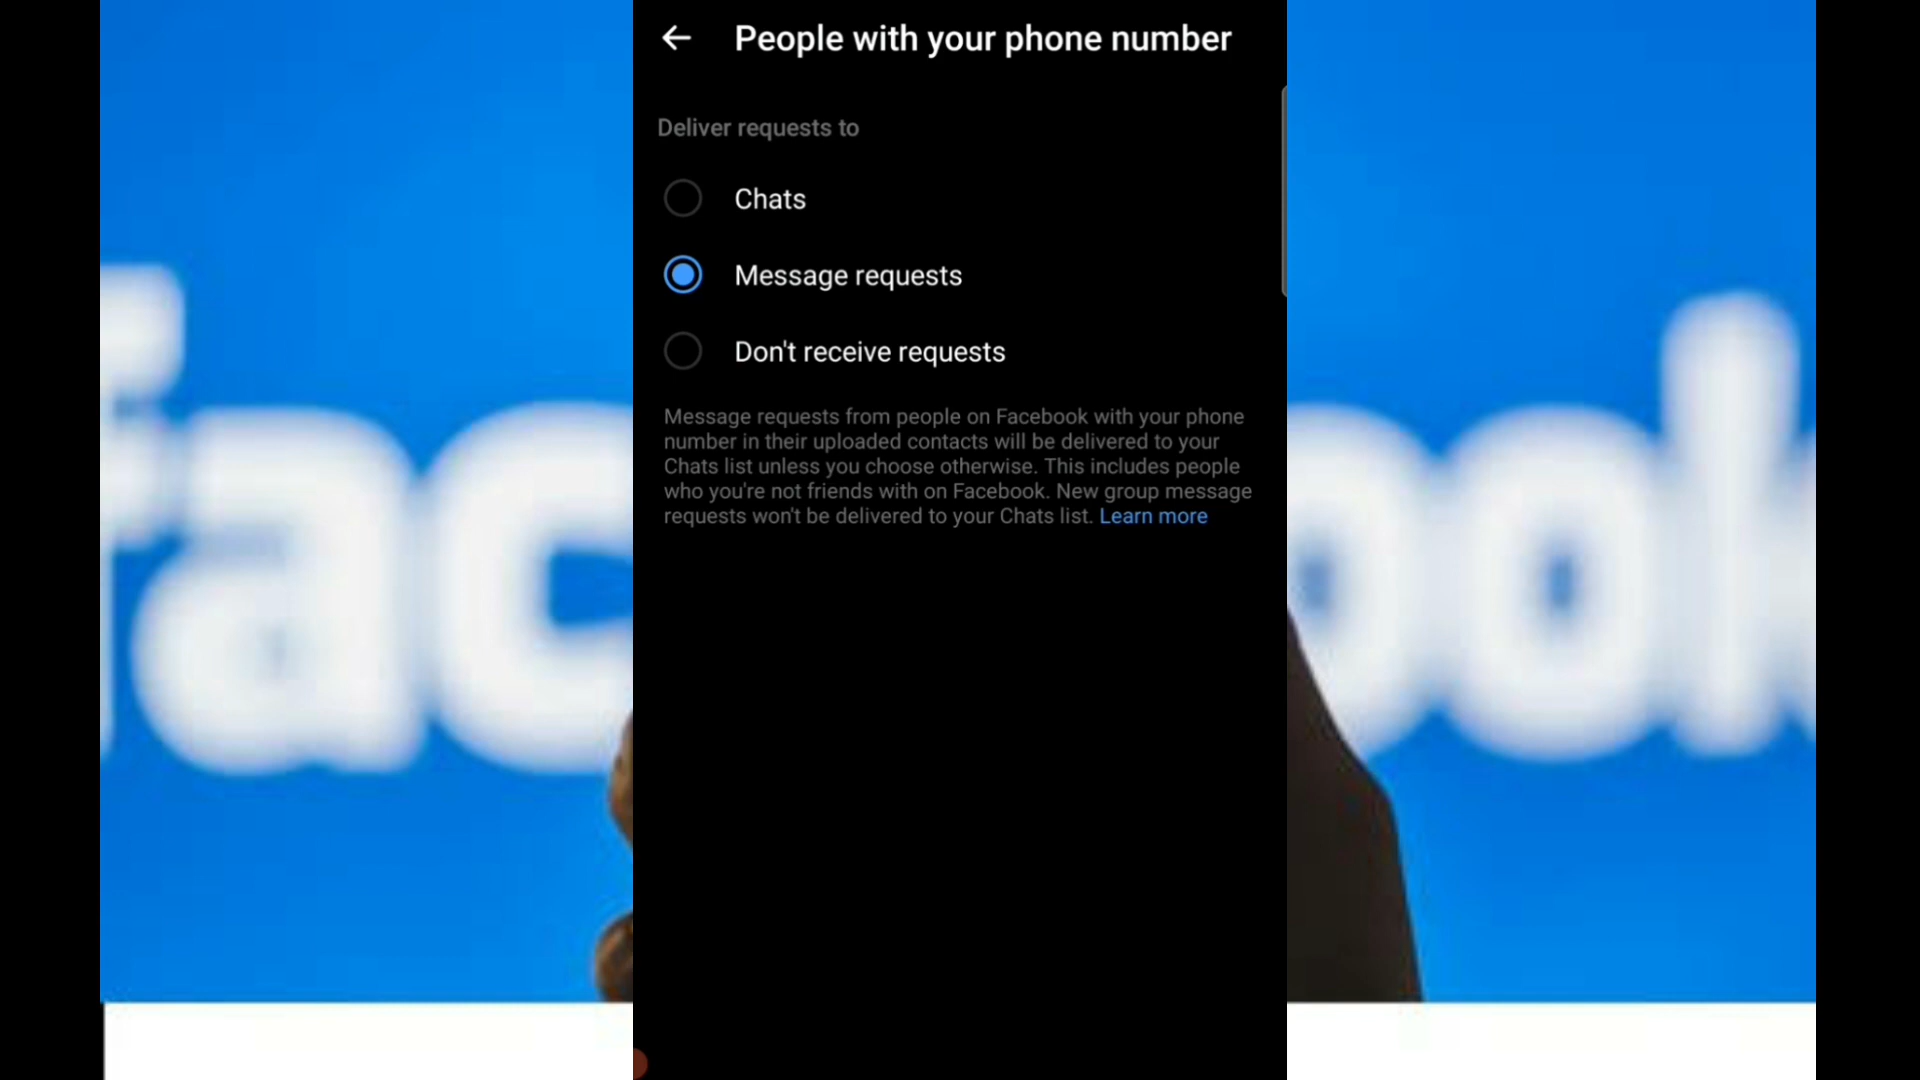 People with your phone number
Deliver requests to
Chats
Message requests
Don't receive requests
Message requests from people on Facebook with your phone
number in their uploaded contacts will be delivered to your
Chats list unless you choose otherwise. This includes people
who you're not friends with on Facebook. New group message
requests won't be delivered to your Chats list. Learn more
fac
ook